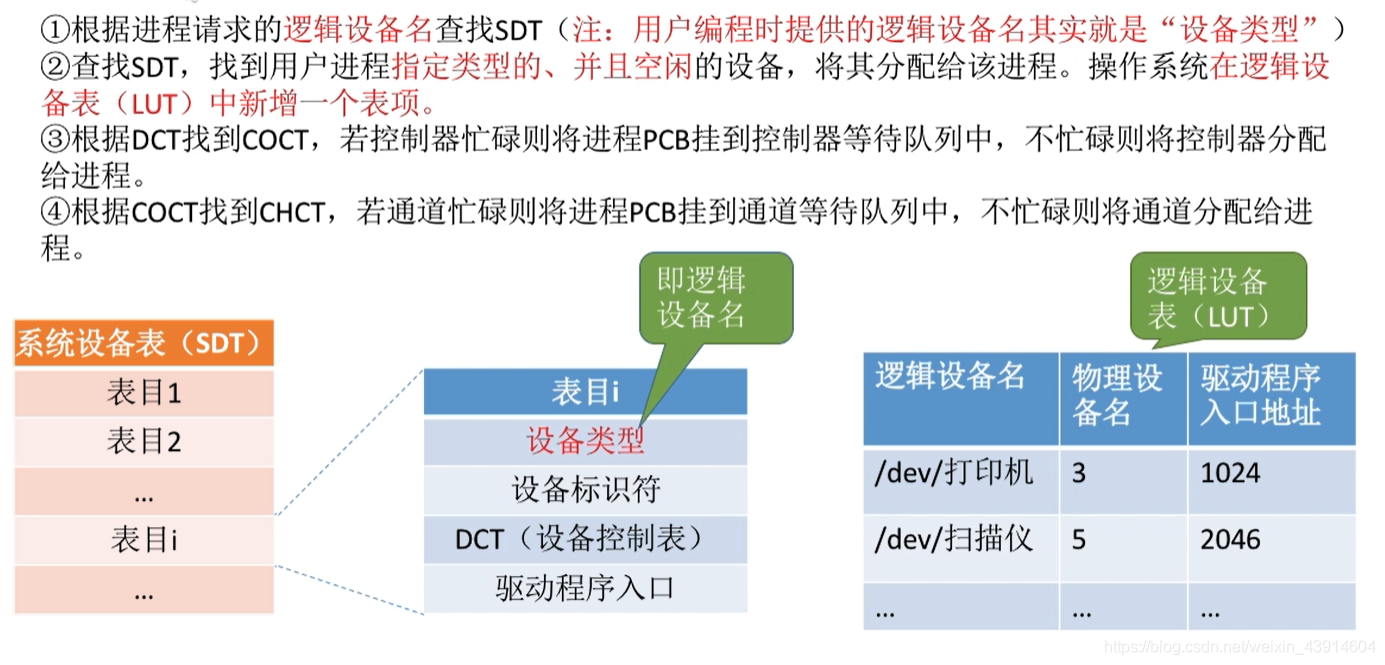 ①根据进程请求的逻辑设备名查找SDT（注：用户编程时提供的逻辑设备名其实就是“设备类型”）
②查找SDT，找到用户进程指定类型的、并且空闲的设备，将其分配给该进程。操作系统在逻辑设
备表（LUT）中新增一个表项。
③根据DCT找到COCT，若控制器忙碌则将进程PCB挂到控制器等待队列中，不忙碌则将控制器分配
给进程。
④根据COCT找到CHCT，若通道忙碌则将进程PCB挂到通道等待队列中，不忙碌则将通道分配给进
程。
即逻辑
设备名
逻辑设备
表（LUT）
系统设备表（SDT）
表目1
表目2
...
表目i
...
表目i
设备类型
设备标识符
DCT（设备控制表）
驱动程序入口
逻辑设备名 物理设 驱动程序
备名 入口地址
/dev/打印机 3 1024
/dev/扫描仪 5 2046
... ... ...
https://blog.csdn.net/weixin_43914604